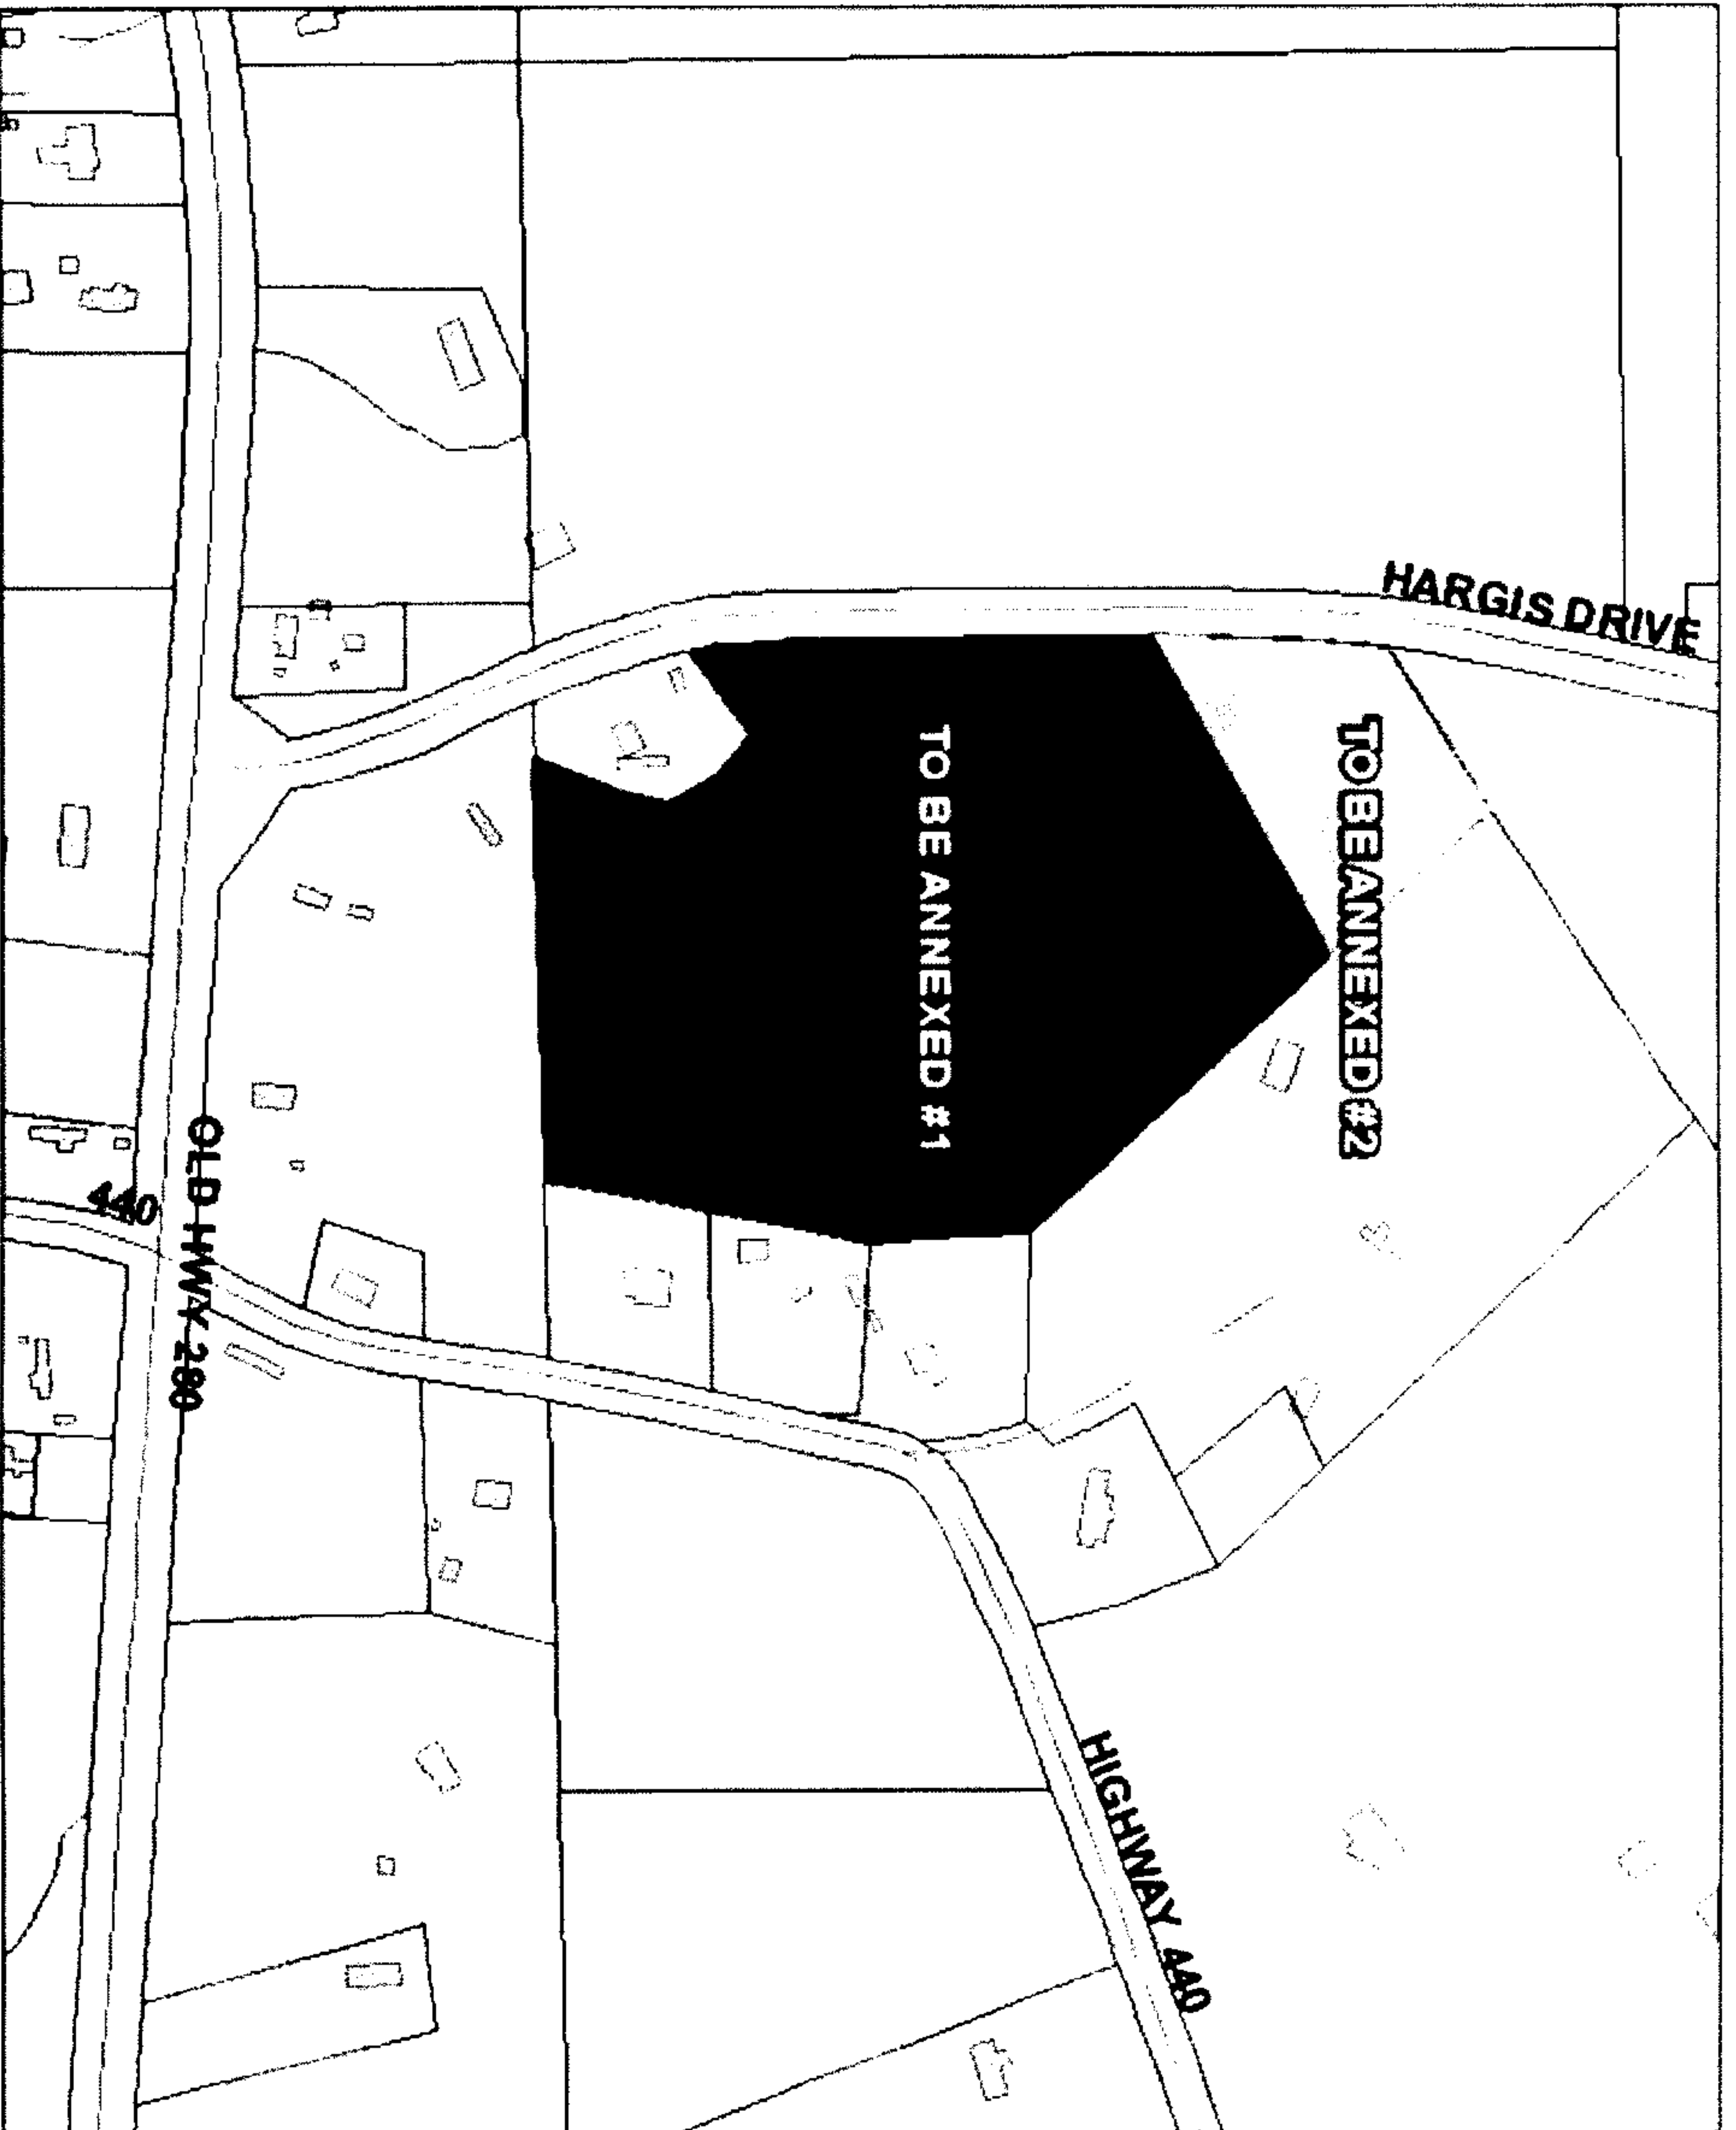 HARGIS DRIVE
TO BE ANNEXED #2
TO BE ANNEXED #1
440
OLD HWY 280
HIGHWAY 440